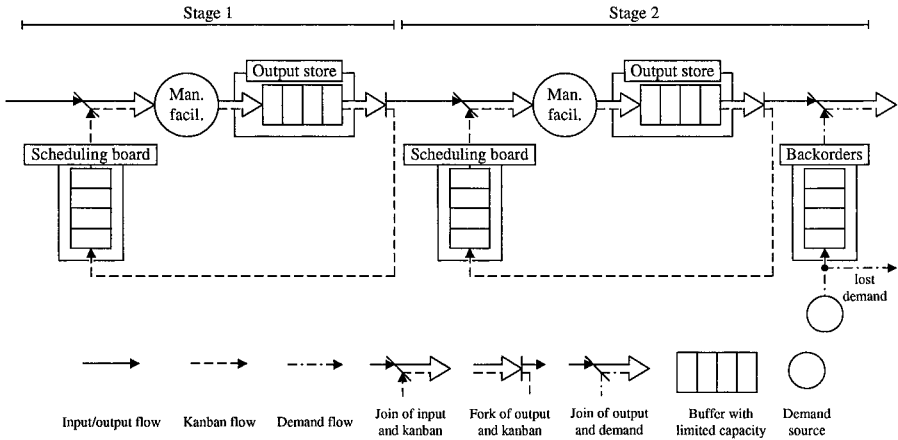 Stage 1
Stage 2
Output store
Man.
facil.
Output store
Man.
facil.
Scheduling board
Scheduling board
Backorders
lost
demand
Input/output flow
Kanban flow
Demand flow
Join of input
and kanban
Fork of output
and kanban
Join of output
and demand
Buffer with
limited capacity
Demand
source